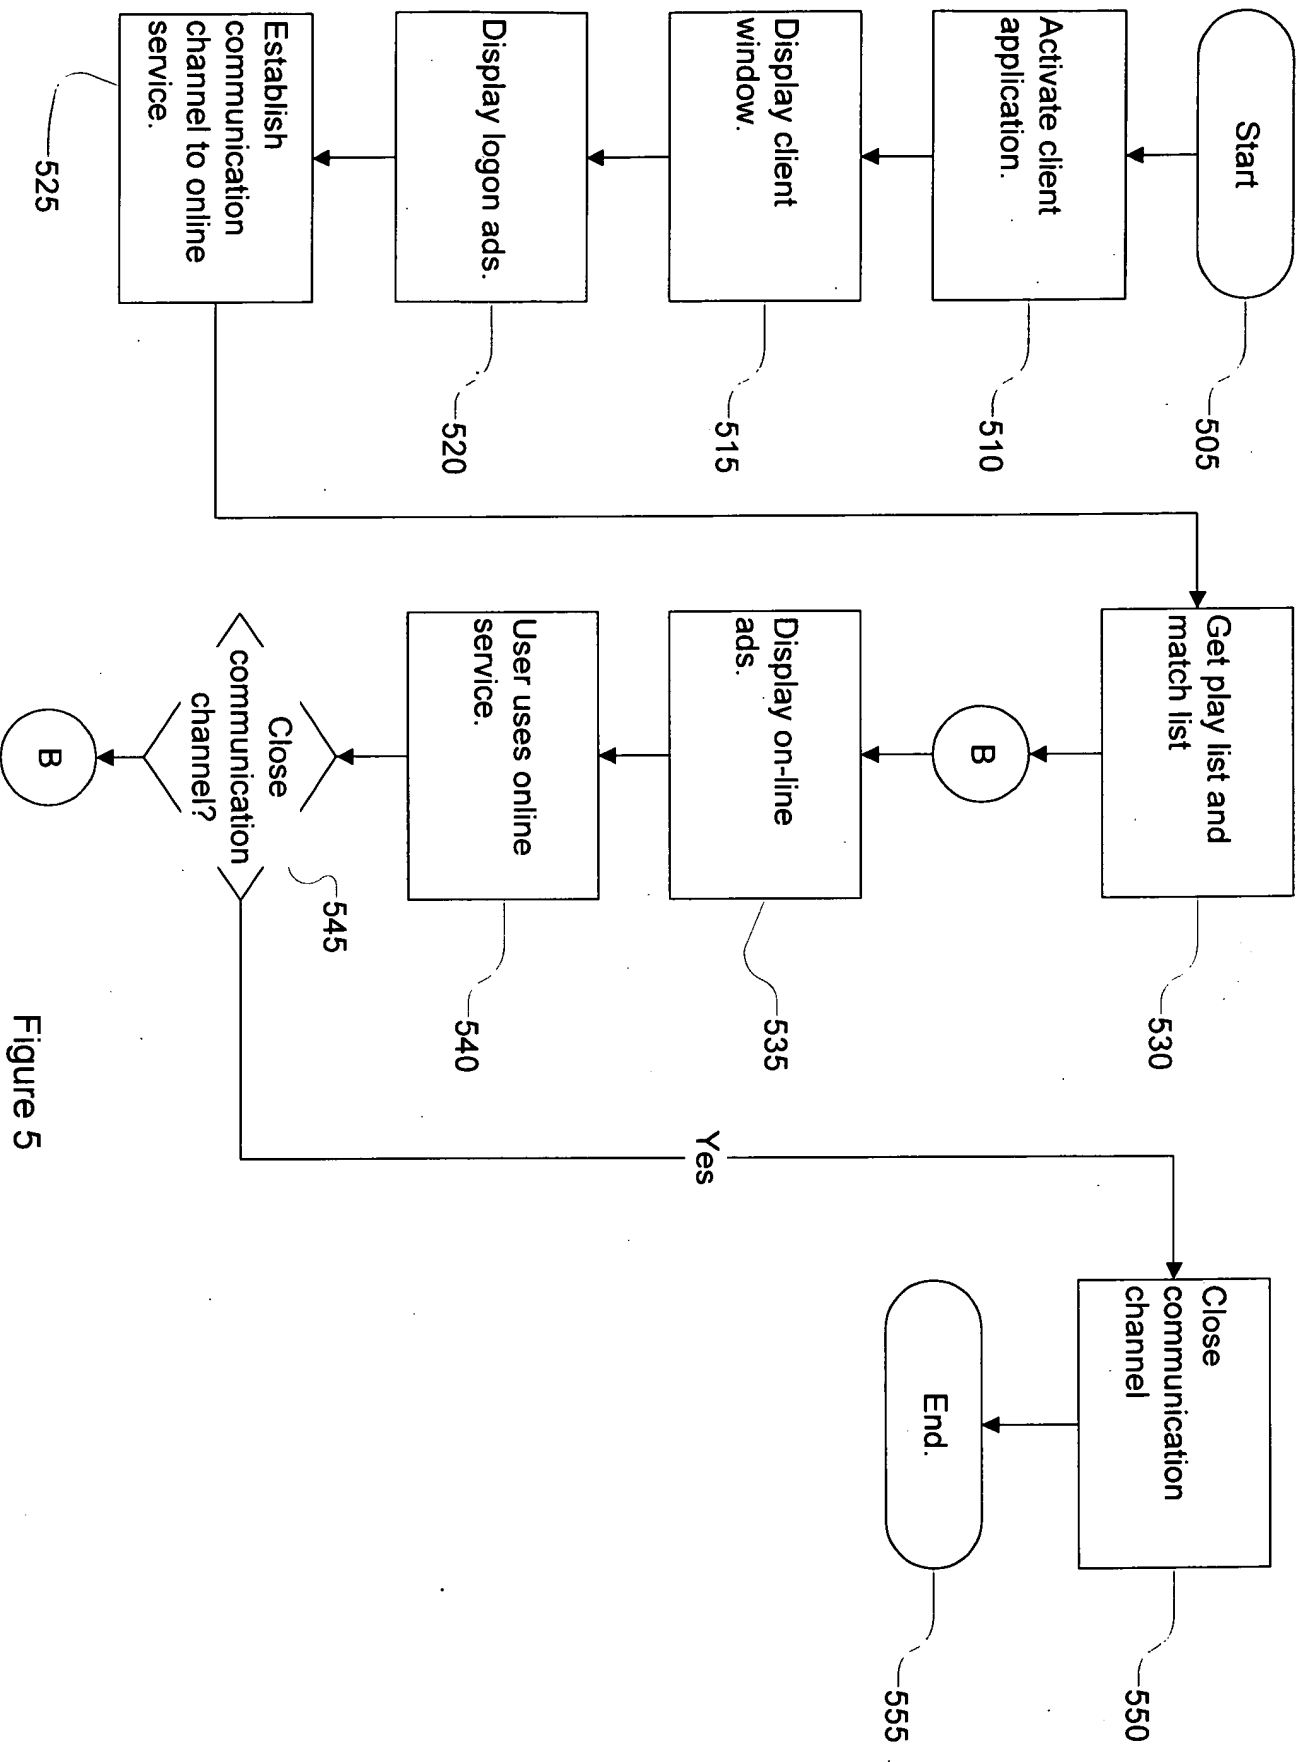 Start
505
Activate client
application.
510
Display client
window.
515
Display logon ads.
520
Establish
communication
channel to online
service.
525
Get play list and
match list
530
B
Display on-line
ads.
535
User uses online
service.
540
Close
communication
channel?
545
B
Yes
Close
communication
channel
550
End.
555
Figure 5